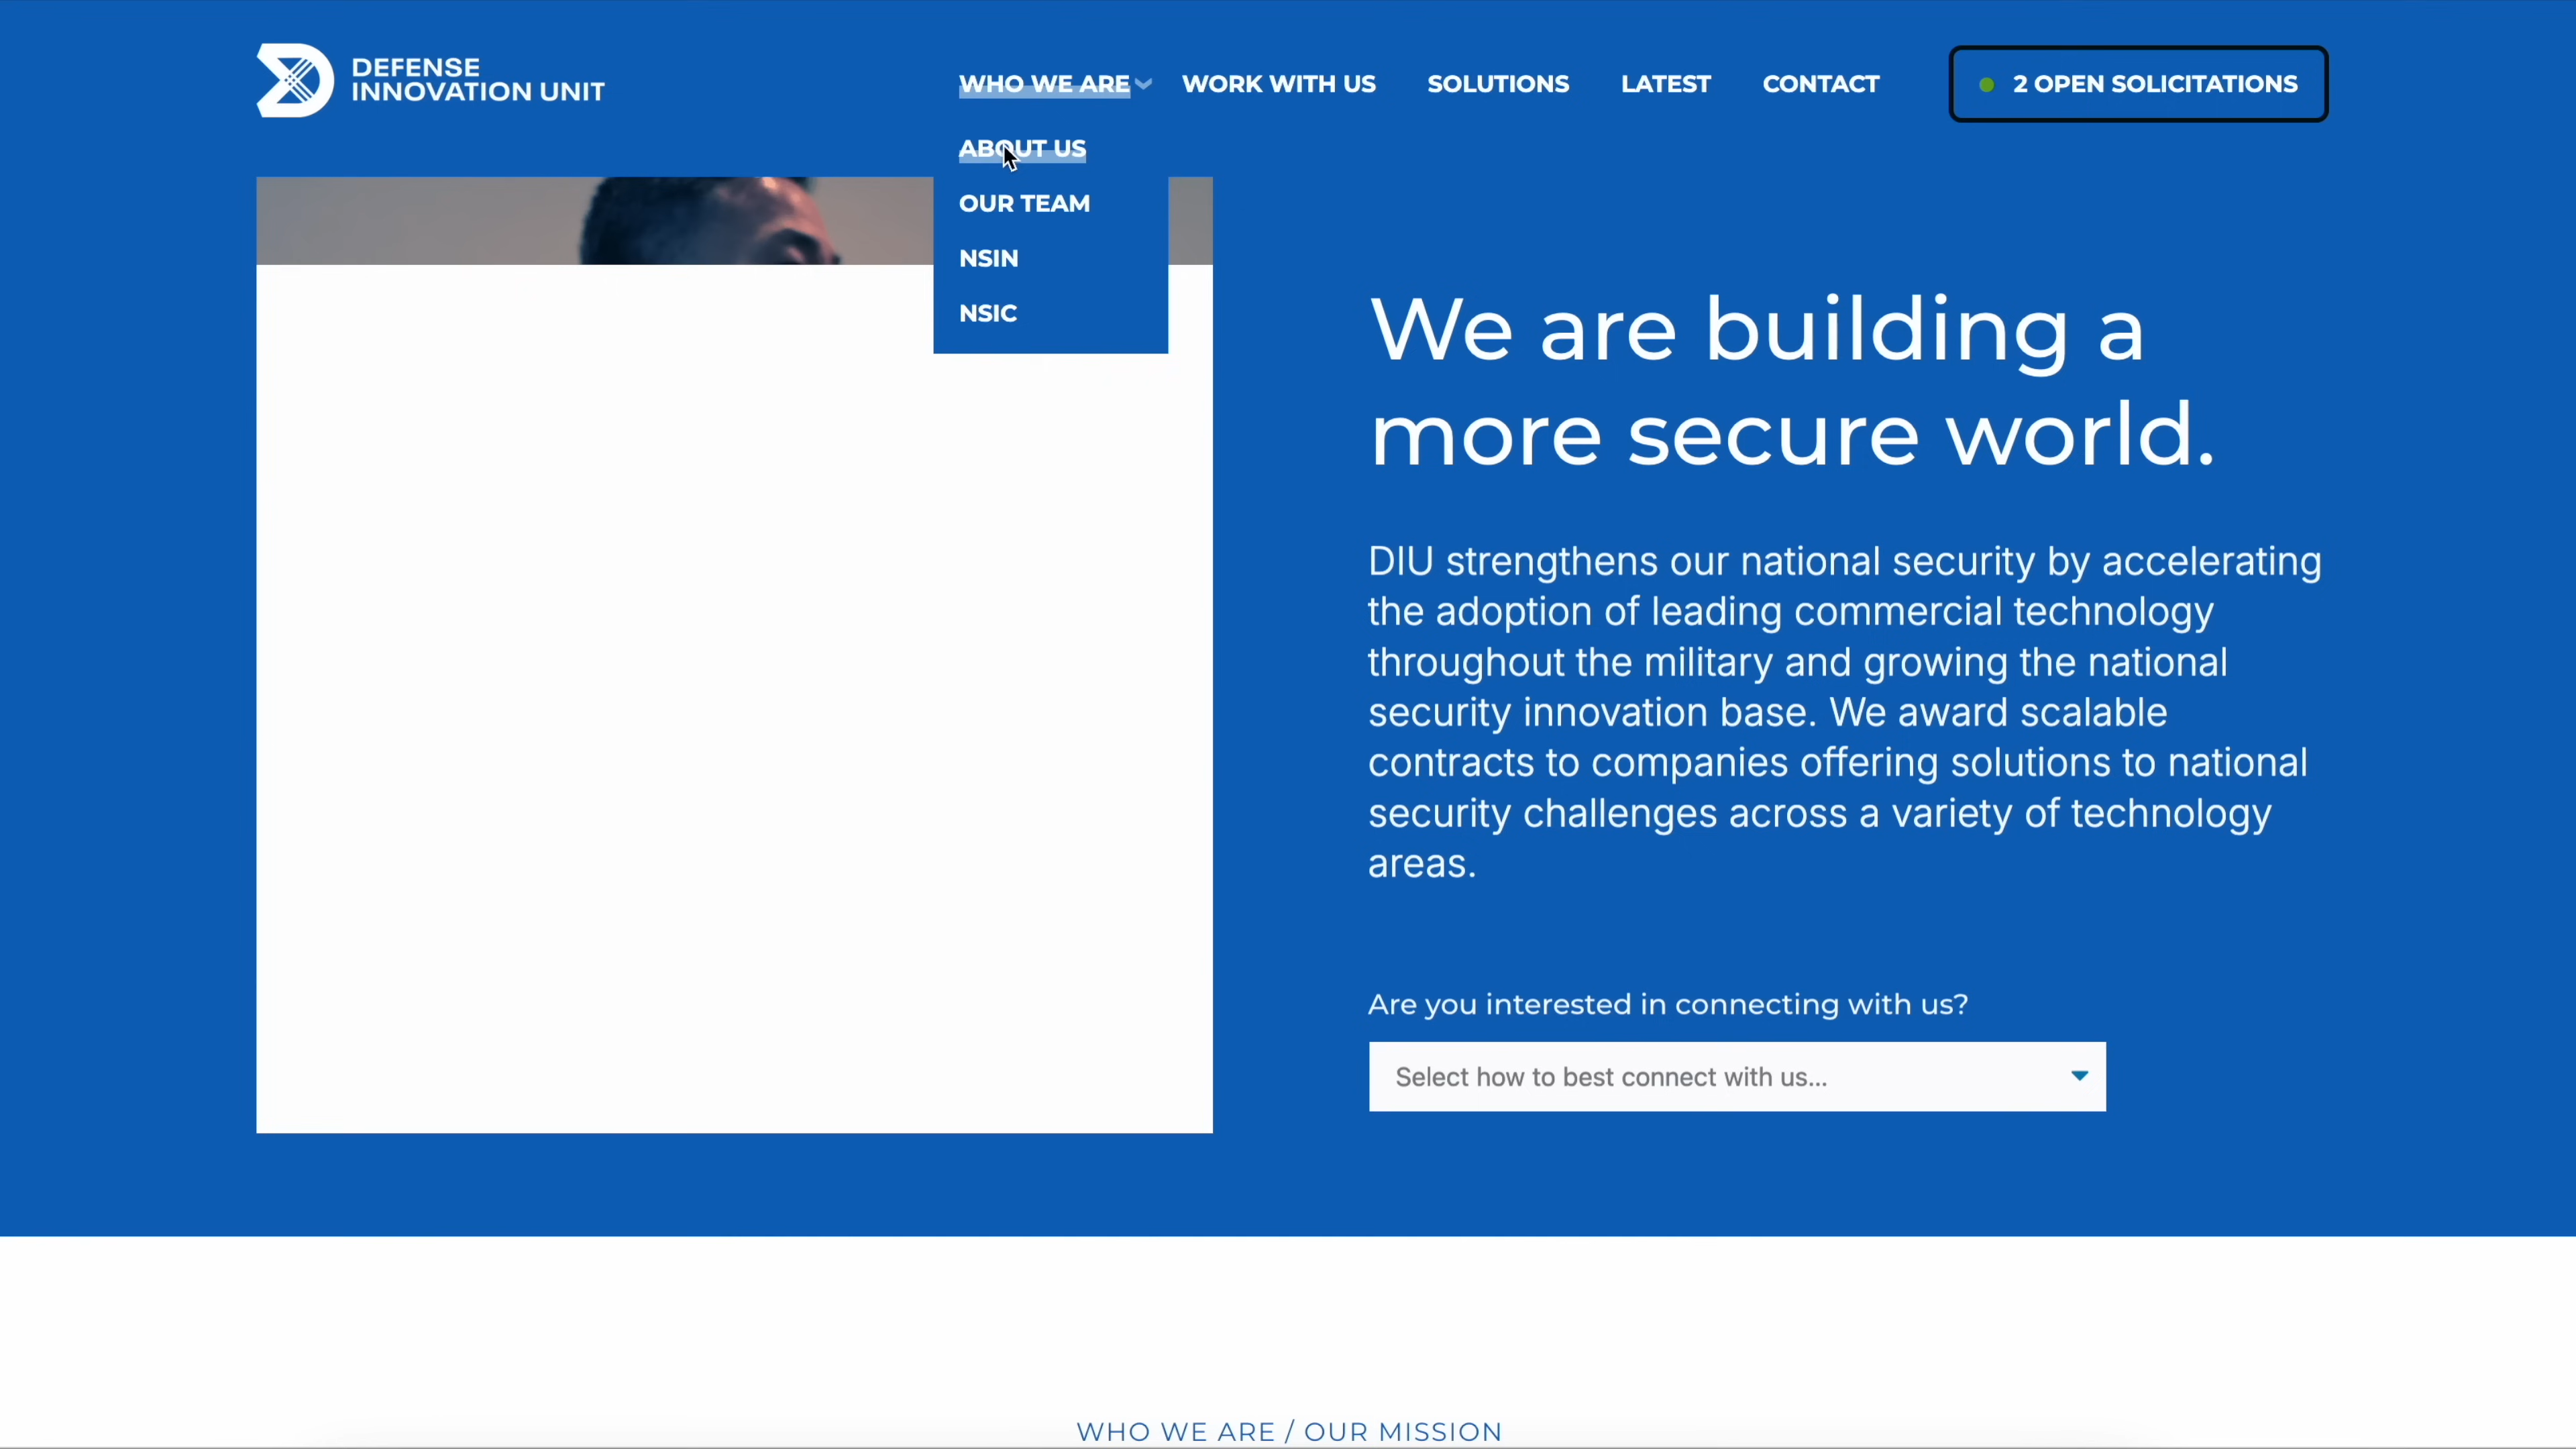 DEFENSE
INNOVATION UNIT
WHO WE ARE
WORK WITH US
SOLUTIONS
LATEST
CONTACT
2 OPEN SOLICITATIONS
ABOUT US
OUR TEAM
NSIN
NSIC
We are building a
more secure world.
DIU strengthens our national security by accelerating
the adoption of leading commercial technology
throughout the military and growing the national
security innovation base. We award scalable
contracts to companies offering solutions to national
security challenges across a variety of technology
areas.
Are you interested in connecting with us?
Select how to best connect with us...
WHO WE ARE / OUR MISSION